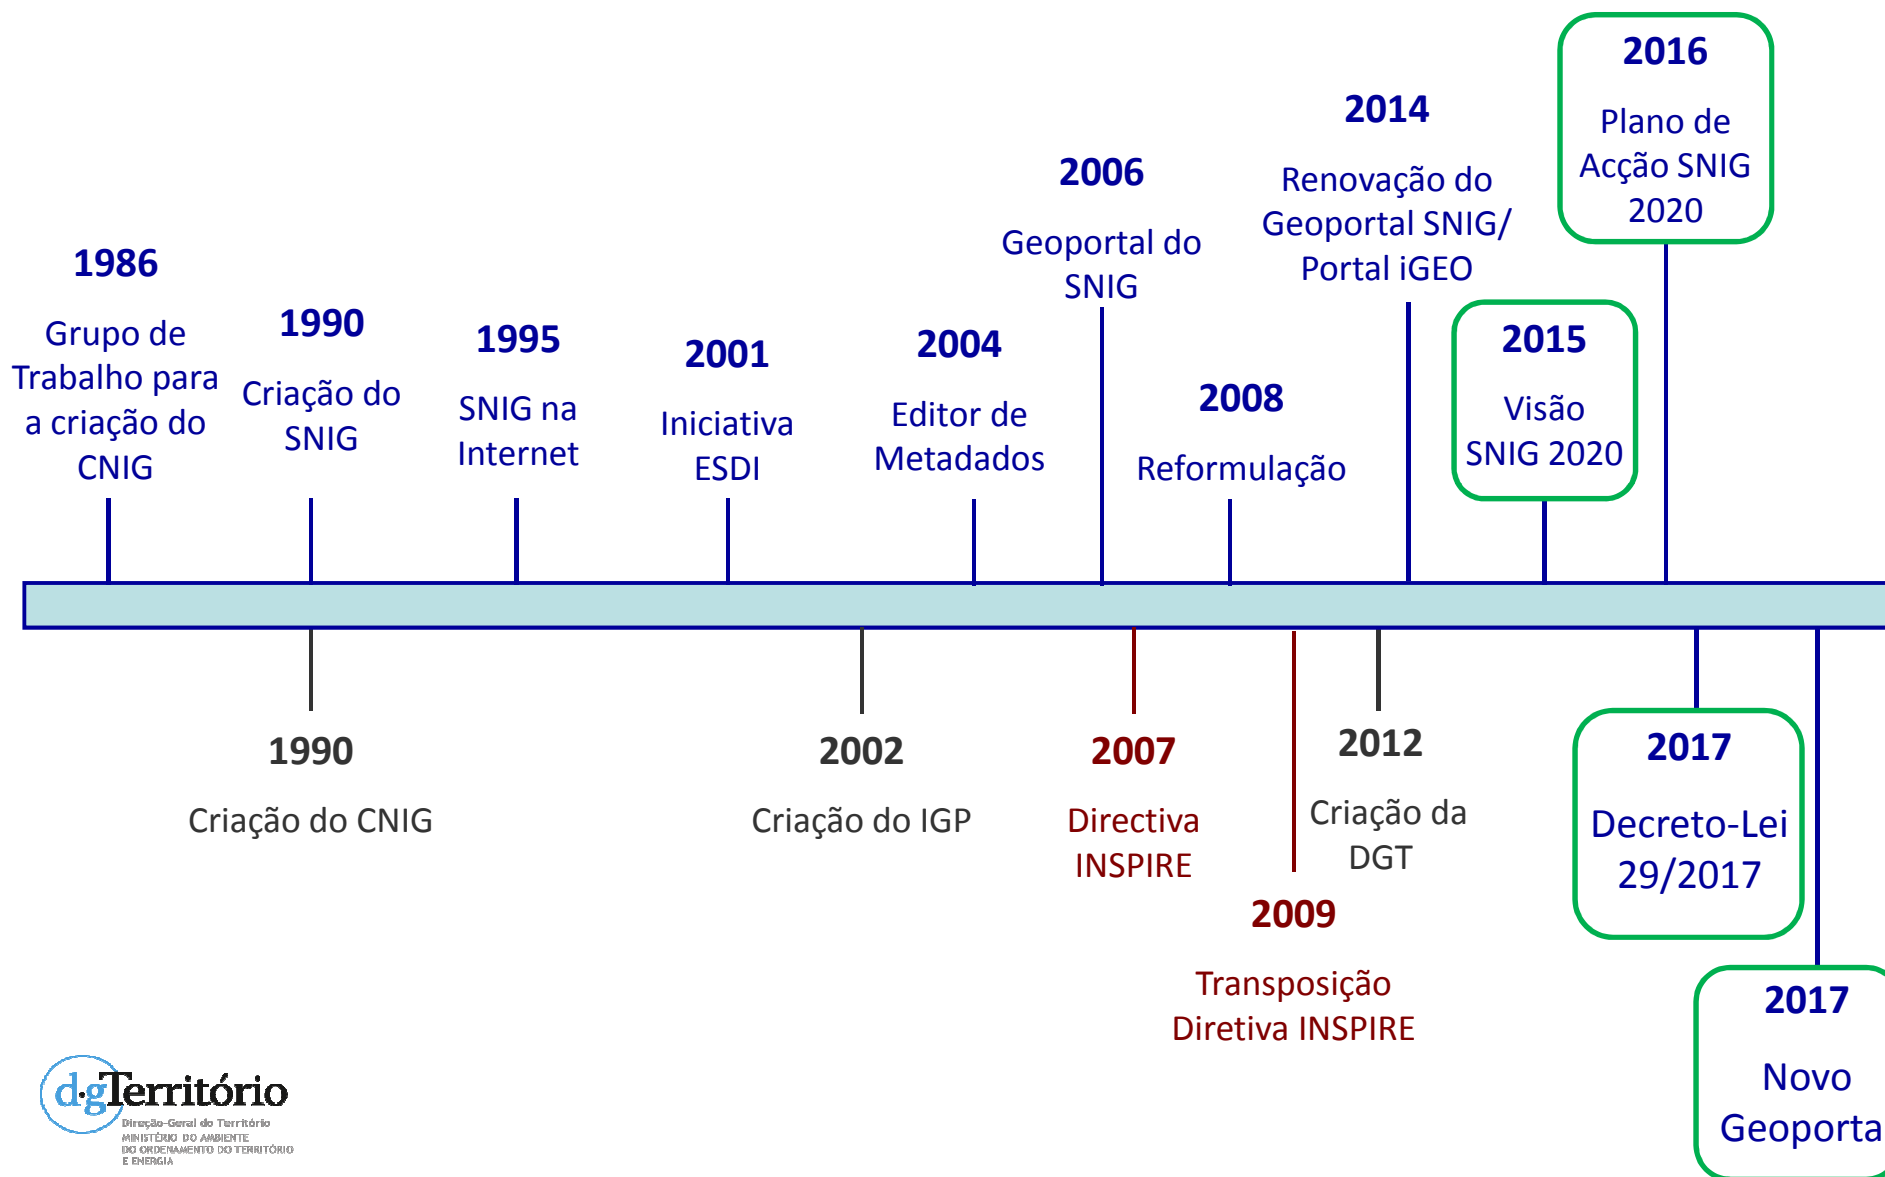 1986
Grupo de
Trabalho para
a criação do
CNIG
1990
Criação do
SNIG
1995
SNIG na
Internet
2001
Iniciativa
ESDI
2004
Editor de
Metadados
2006
Geoportal do
SNIG
2008
Reformulação
2014
Renovação do
Geoportal SNIG/
Portal iGEO
2015
Visão
SNIG 2020
2016
Plano de
Acção SNIG
2020
1990
Criação do CNIG
2002
Criação do IGP
2007
Directiva
INSPIRE
2009
Transposição
Diretiva INSPIRE
2012
Criação da
DGT
2017
Decreto-Lei
29/2017
2017
Novo
Geoporta
d·gTerritório
Direção-Geral do Território
MINISTÉRIO DO AMBIENTE
DO ORDENAMENTO DO TERRITÓRIO
E ENERGIA